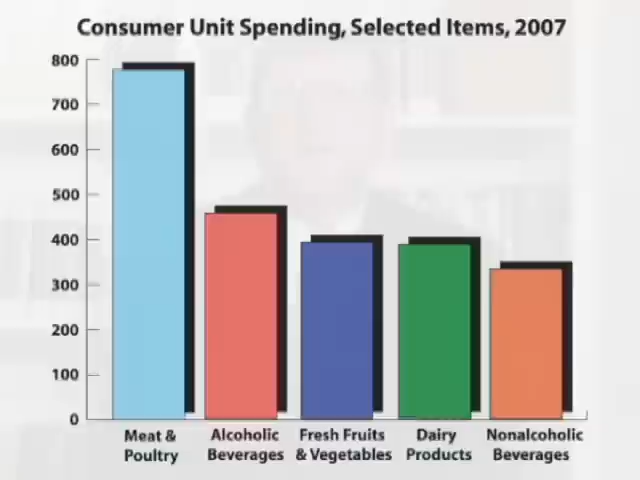 Consumer Unit Spending, Selected Items, 2007
800
700
600
500
400
300
200
100
0
Meat &
Poultry
Alcoholic
Beverages
Fresh Fruits
& Vegetables
Dairy
Products
Nonalcoholic
Beverages